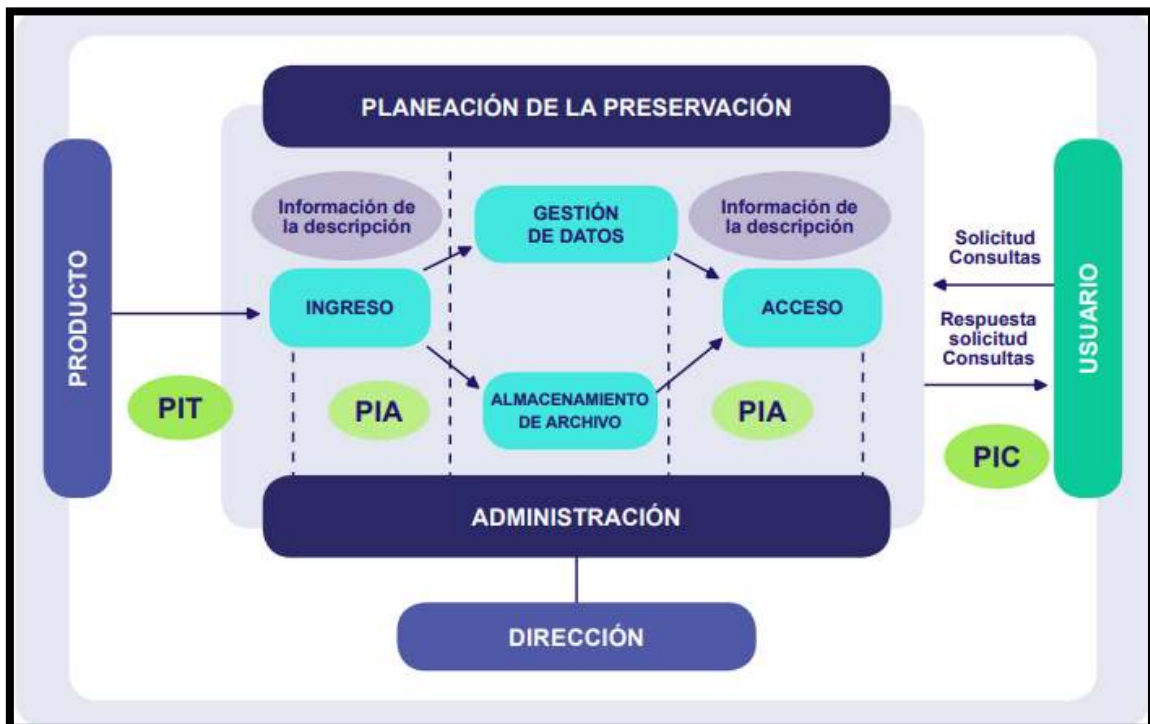 PLANEACIÓN DE LA PRESERVACIÓN
PRODUCTO
Información de
la descripción
GESTIÓN
DE DATOS
Información de
la descripción
INGRESO
ACCESO
Solicitud
Consultas
Respuesta
solicitud
Consultas
USUARIO
PIT
PIA
ALMACENAMIENTO
DE ARCHIVO
PIA
PIC
ADMINISTRACIÓN
DIRECCIÓN